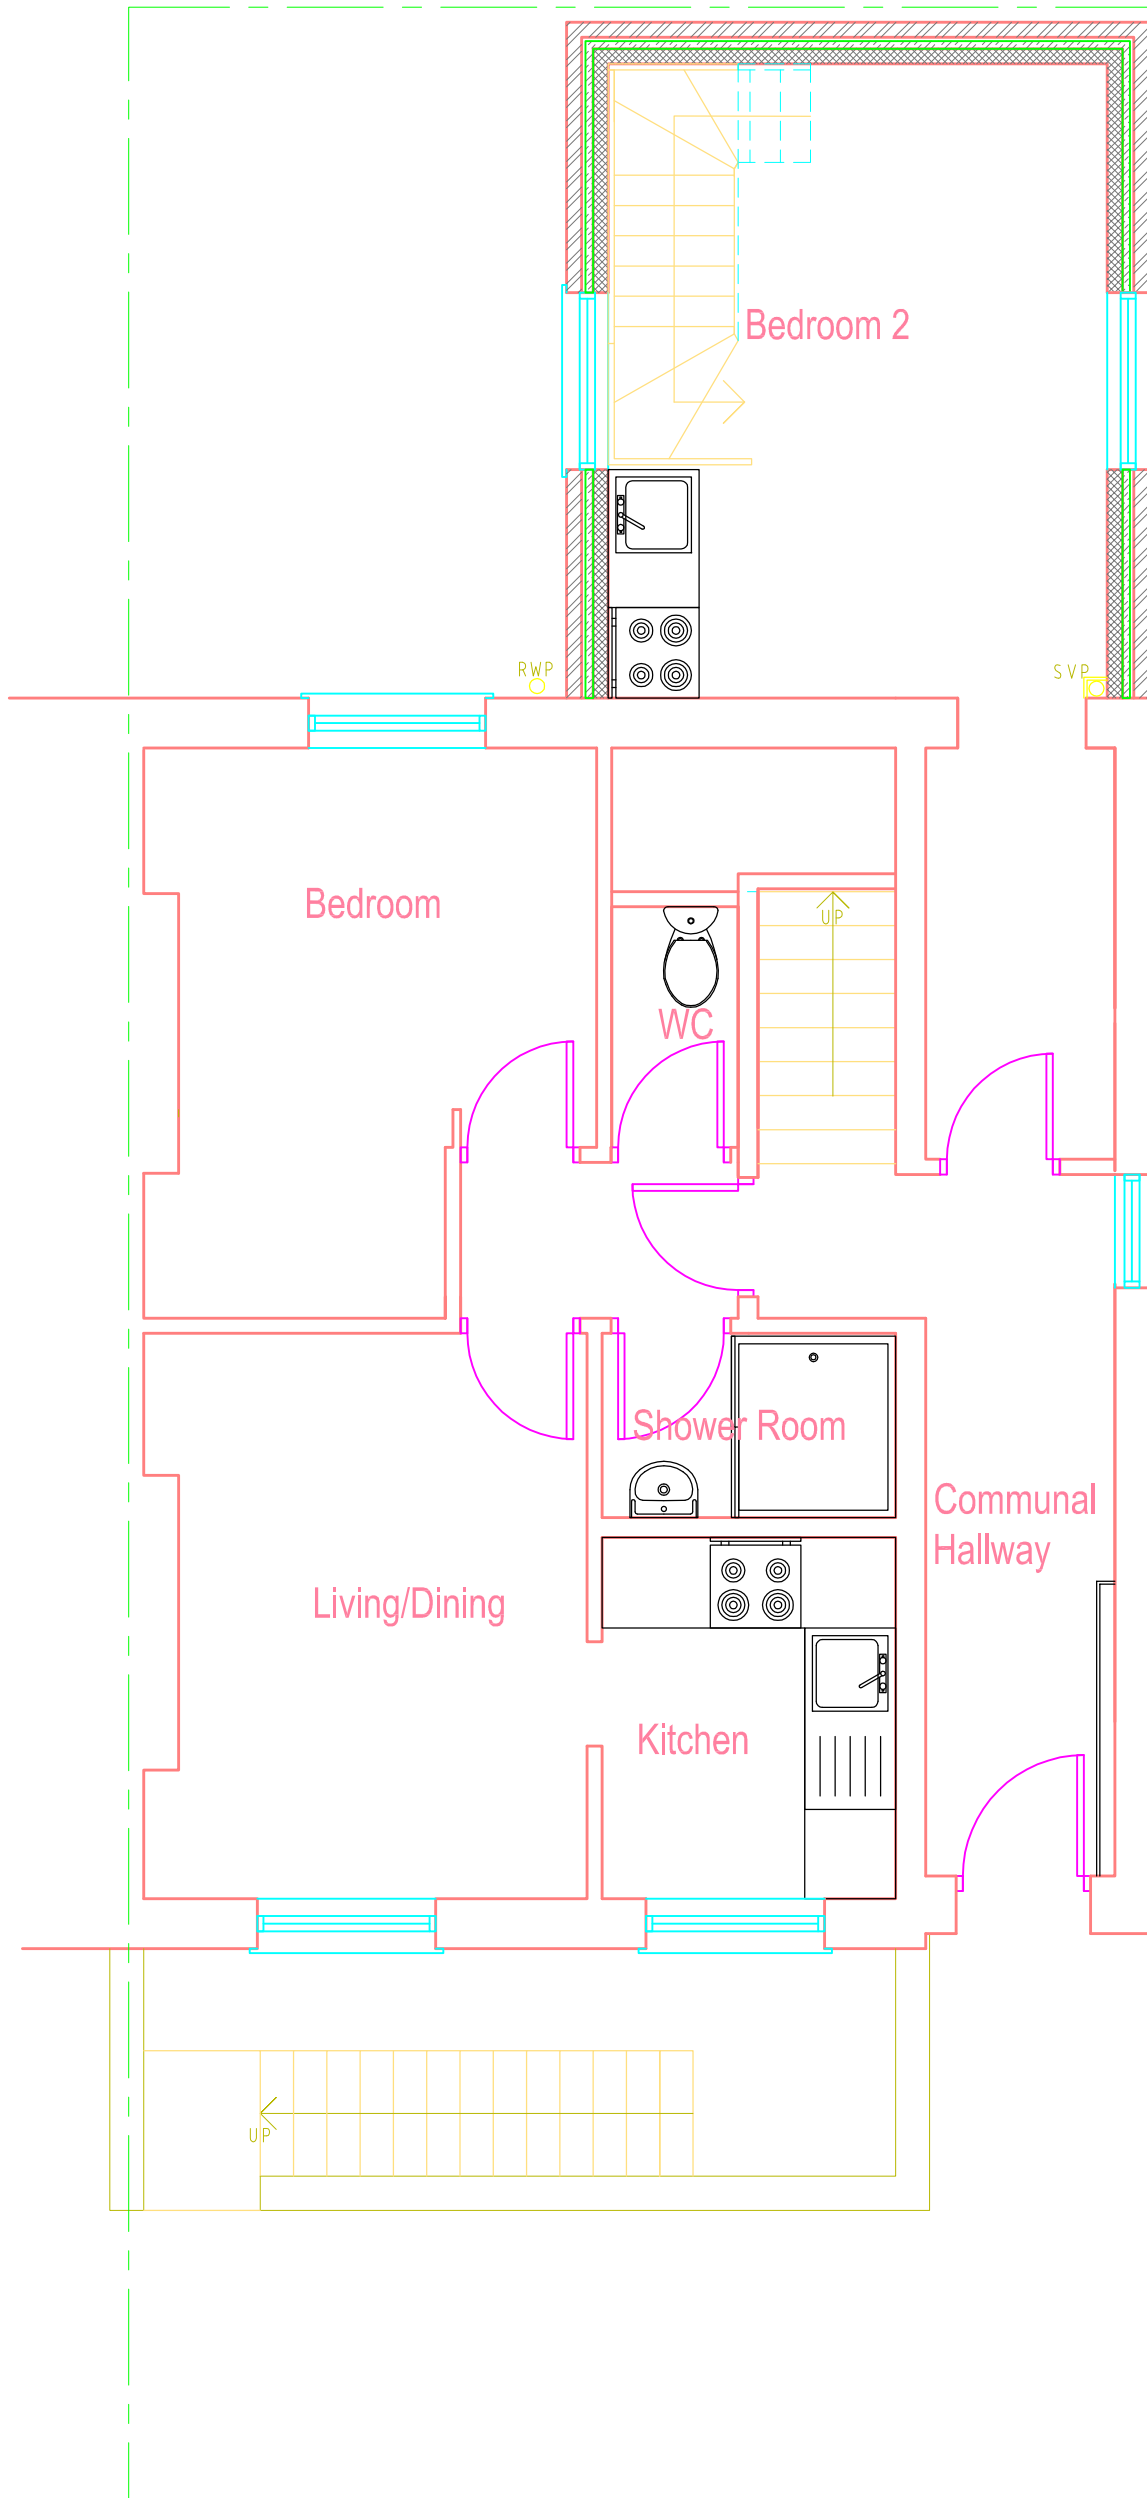 Bedroom 2
RWP
SVP
Bedroom
UP
WC
Shower Room
Communal
Hallway
Living/Dining
Kitchen
UP